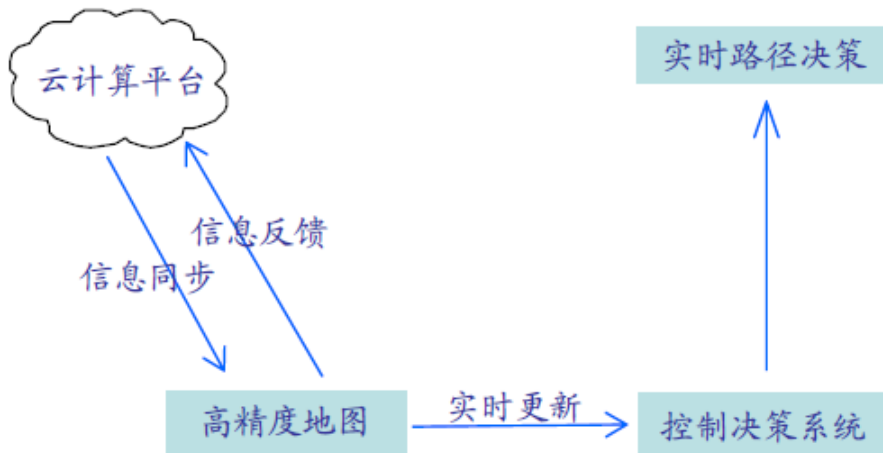 云计算平台
实时路径决策
信息反馈
信息同步
高精度地图
实时更新
控制决策系统